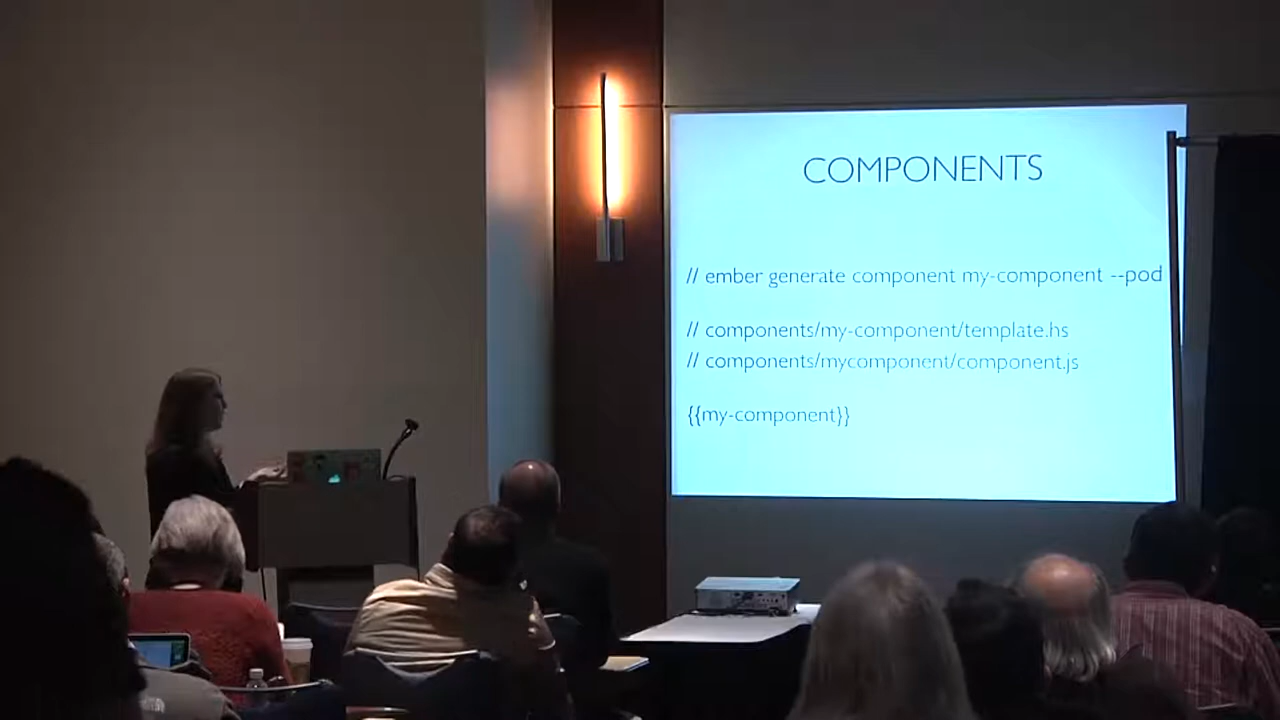 COMPONENTS
// ember generate component my-component --pod
// components/my-component/template.hs
// components/mycomponent/component.js
{{my-component}}